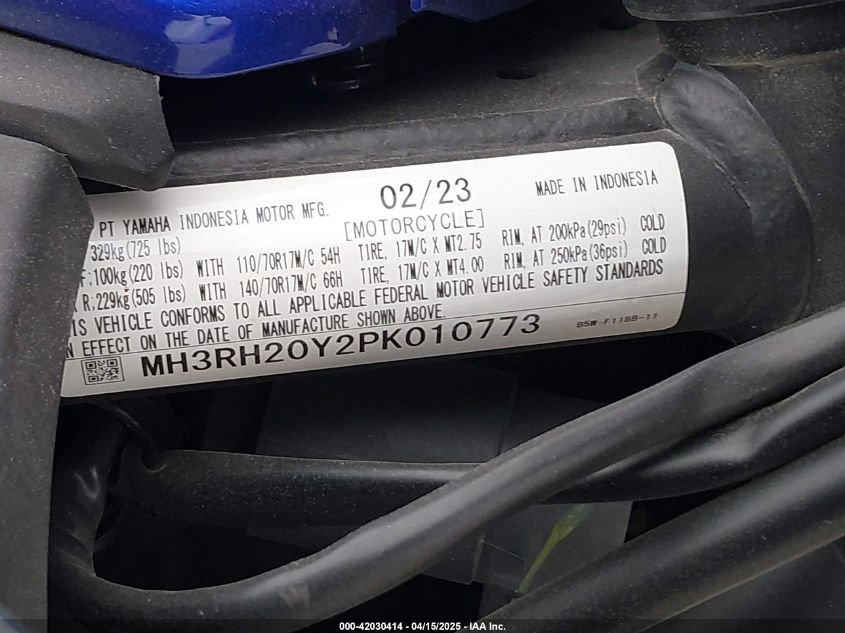 PT YAMAHA INDONESIA MOTOR MFG. 02/23 MADE IN INDONESIA
329kg(725 lbs) [MOTORCYCLE]
F:100kg(220 lbs) WITH 110/70R17M/C 54H TIRE, 17M/C X MT2.75 RIM, AT 200kPa(29psi) COLD
R:229kg(505 lbs) WITH 140/70R17M/C 66H TIRE, 17M/C X MT4.00 RIM, AT 250kPa(36psi) COLD
IS VEHICLE CONFORMS TO ALL APPLICABLE FEDERAL MOTOR VEHICLE SAFETY STANDARDS
N EFFECT ON THE DATE OF MANUFACTURE SHOWN ABOVE.
MH3RH20Y2PK010773 B5W-F118B-11
000-42030414 - 04/15/2025 - IAA Inc.